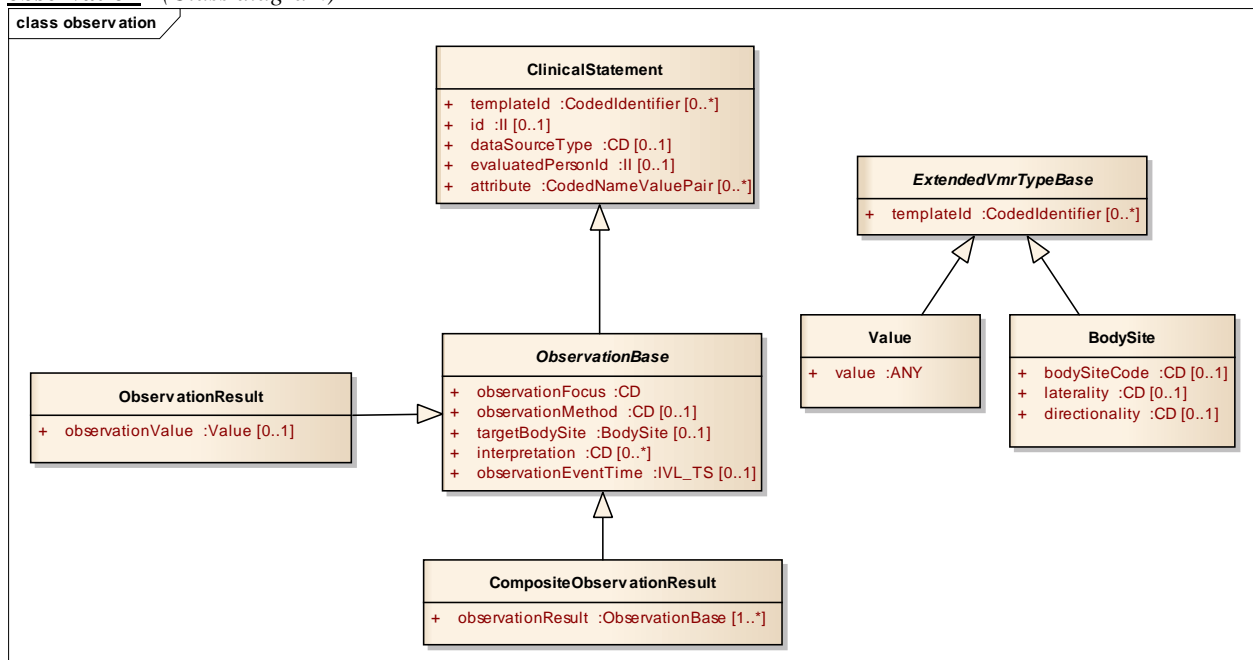 (Class diagram)
class observation
ClinicalStatement
+ templateId :CodedIdentifier [0..*]
+ id :II [0..1]
+ dataSourceType :CD [0..1]
+ evaluatedPersonId :II [0..1]
+ attribute :CodedNameValuePair [0..*]
ExtendedVmrTypeBase
+ templateId :CodedIdentifier [0..*]
Value
+ value :ANY
BodySite
+ bodySiteCode :CD [0..1]
+ laterality :CD [0..1]
+ directionality :CD [0..1]
ObservationBase
+ observationFocus :CD
+ observationMethod :CD [0..1]
+ targetBodySite :BodySite [0..1]
+ interpretation :CD [0..*]
+ observationEventTime :IVL_TS [0..1]
ObservationResult
+ observationValue :Value [0..1]
CompositeObservationResult
+ observationResult :ObservationBase [1..*]